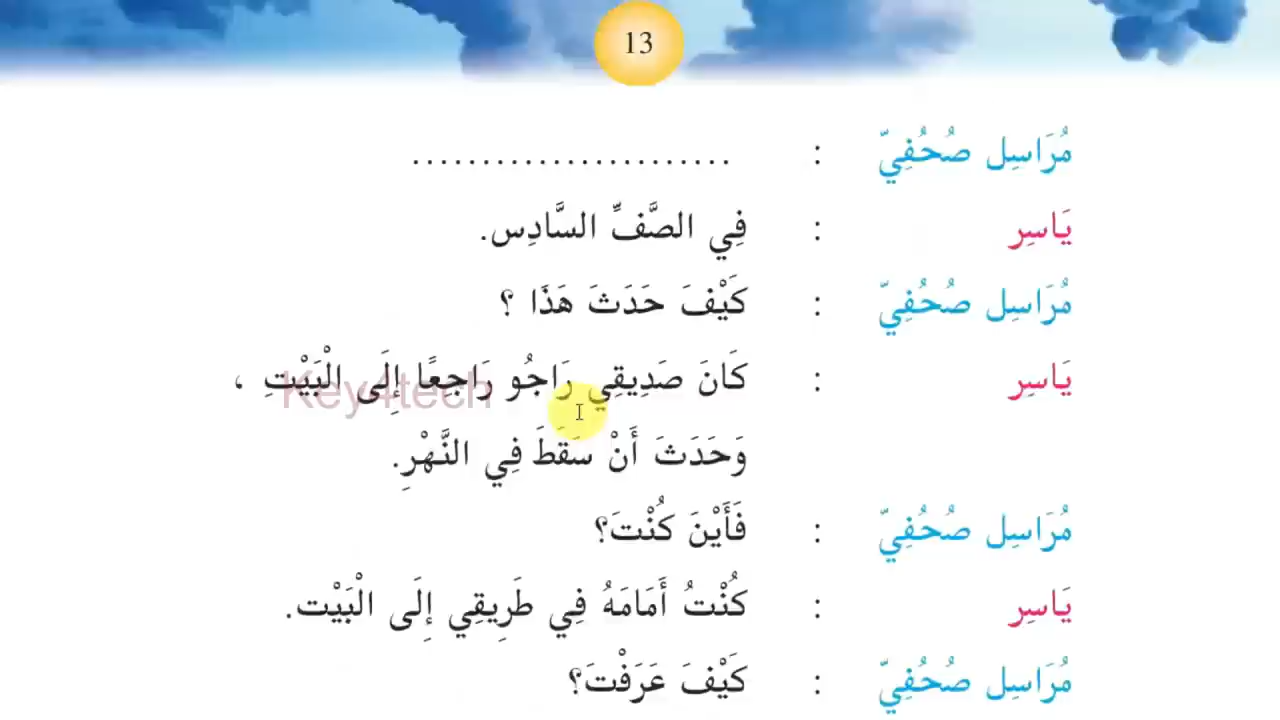 13
مُرَاسِل صُحُفِيّ : .......................
يَاسِر : فِي الصَّفِّ السَّادِس.
مُرَاسِل صُحُفِيّ : كَيْفَ حَدَثَ هَذَا ؟
يَاسِر : كَانَ صَدِيقِي رَاجُو رَاجِعًا إِلَى الْبَيْتِ ،
وَحَدَثَ أَنْ سَقَطَ فِي النَّهْرِ.
مُرَاسِل صُحُفِيّ : فَأَيْنَ كُنْتَ؟
يَاسِر : كُنْتُ أَمَامَهُ فِي طَرِيقِي إِلَى الْبَيْت.
مُرَاسِل صُحُفِيّ : كَيْفَ عَرَفْتَ؟
Key4tech